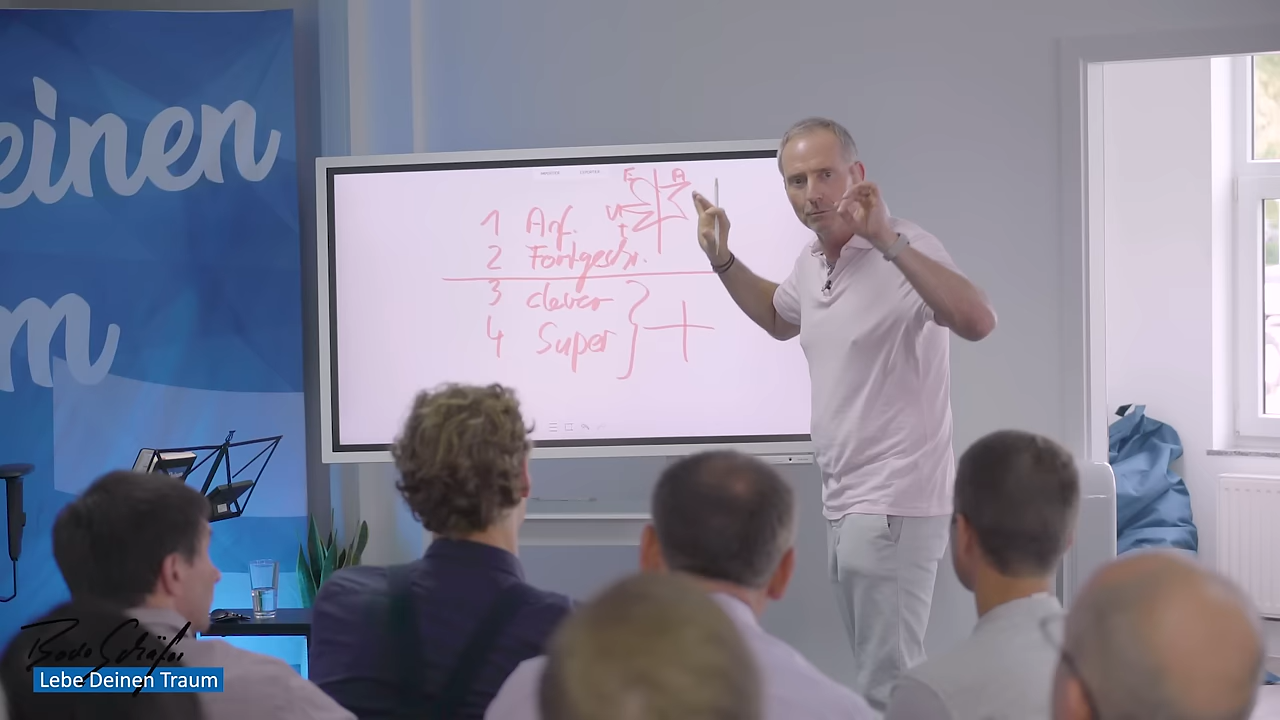 einen
m
E A
U
T
1 Anf.
2 Fortgeschr.
3 clever
4 Super
Bodo Schäfer
Lebe Deinen Traum